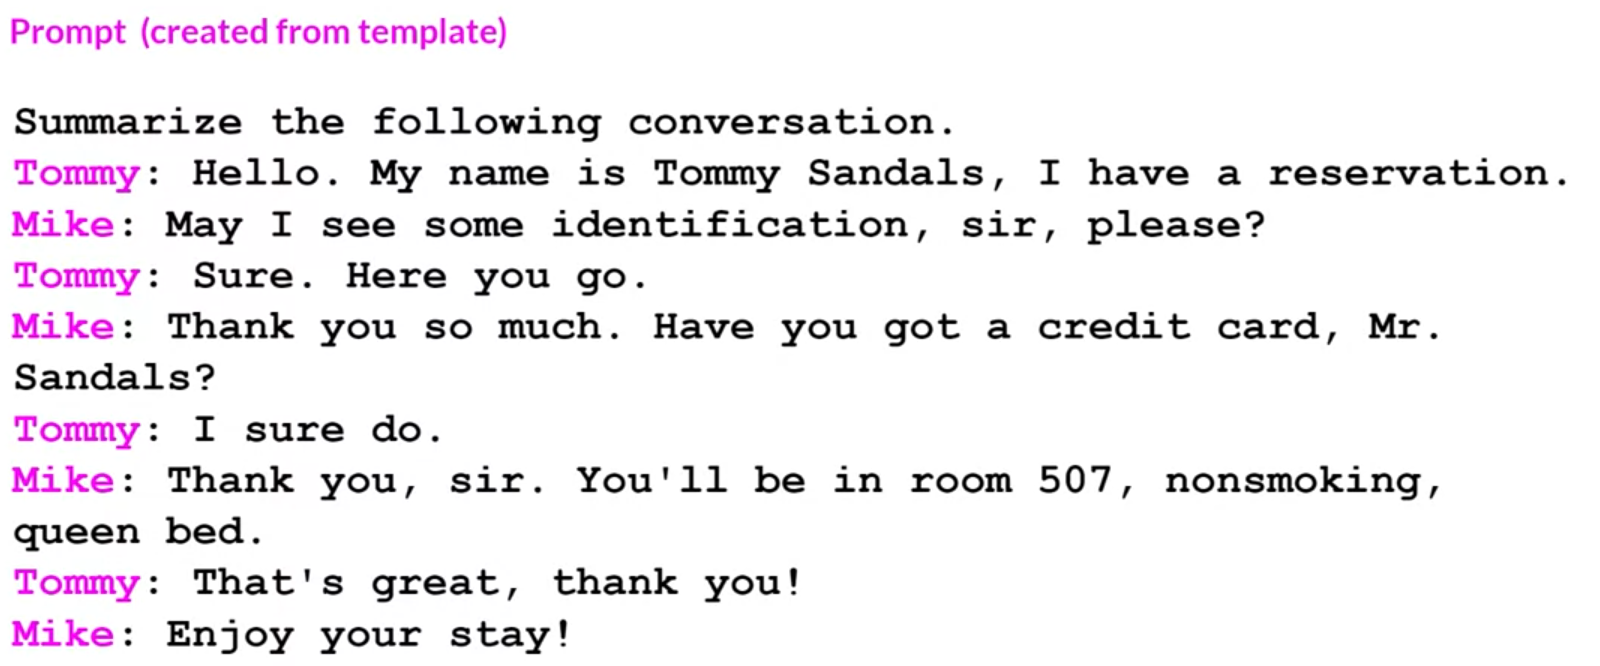 Prompt (created from template)
Summarize the following conversation.
Tommy: Hello. My name is Tommy Sandals, I have a reservation.
Mike: May I see some identification, sir, please?
Tommy: Sure. Here you go.
Mike: Thank you so much. Have you got a credit card, Mr.
Sandals?
Tommy: I sure do.
Mike: Thank you, sir. You'll be in room 507, nonsmoking,
queen bed.
Tommy: That's great, thank you!
Mike: Enjoy your stay!